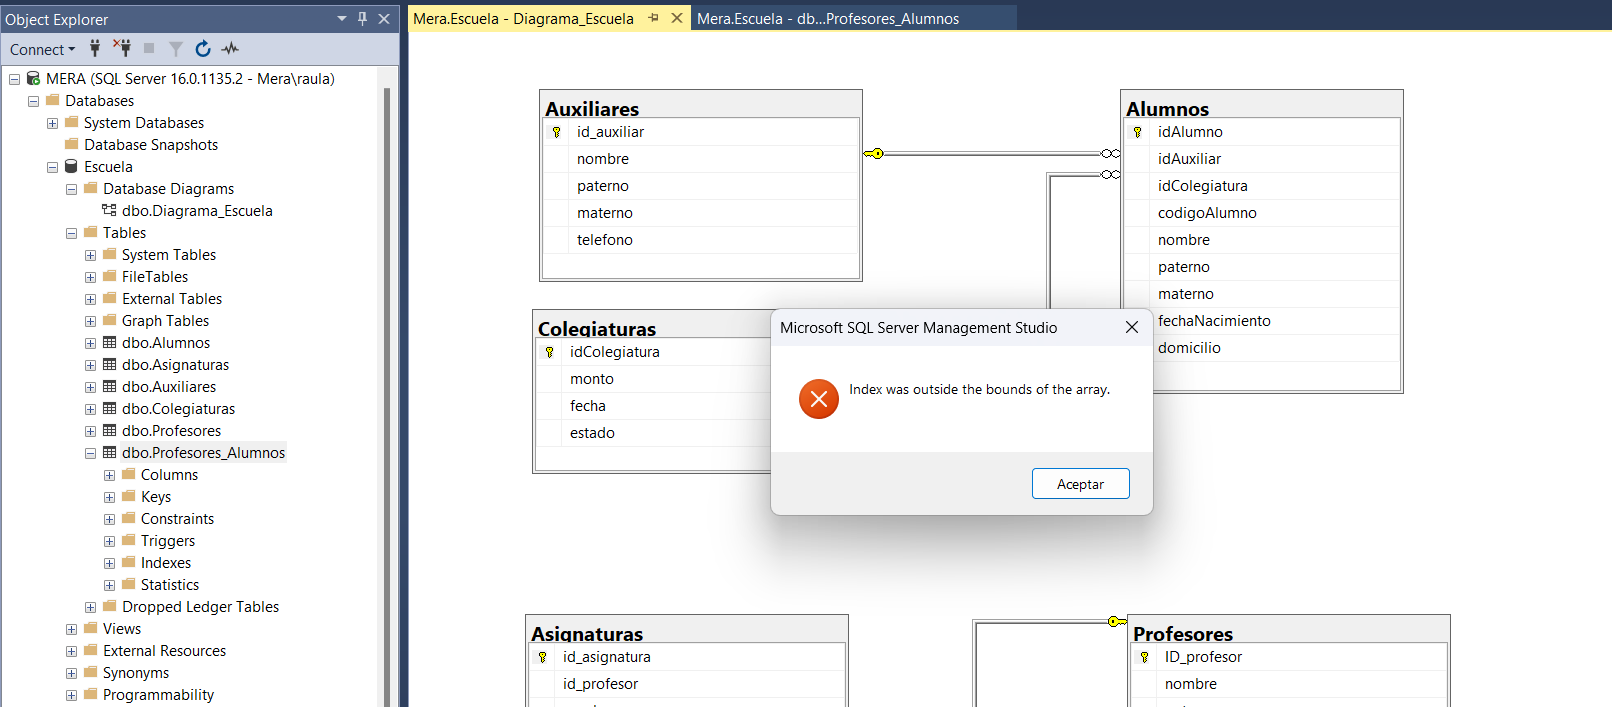 Object Explorer
Connect
MERA (SQL Server 16.0.1135.2 - Mera\raula)
Databases
System Databases
Database Snapshots
Escuela
Database Diagrams
dbo.Diagrama_Escuela
Tables
System Tables
FileTables
External Tables
Graph Tables
dbo.Alumnos
dbo.Asignaturas
dbo.Auxiliares
dbo.Colegiaturas
dbo.Profesores
dbo.Profesores_Alumnos
Columns
Keys
Constraints
Triggers
Indexes
Statistics
Dropped Ledger Tables
Views
External Resources
Synonyms
Programmability
Mera.Escuela - Diagrama_Escuela
Mera.Escuela - db...Profesores_Alumnos
Auxiliares
id_auxiliar
nombre
paterno
materno
telefono
Alumnos
idAlumno
idAuxiliar
idColegiatura
codigoAlumno
nombre
paterno
materno
fechaNacimiento
domicilio
Colegiaturas
idColegiatura
monto
fecha
estado
Microsoft SQL Server Management Studio
Index was outside the bounds of the array.
Aceptar
Asignaturas
id_asignatura
id_profesor
Profesores
ID_profesor
nombre